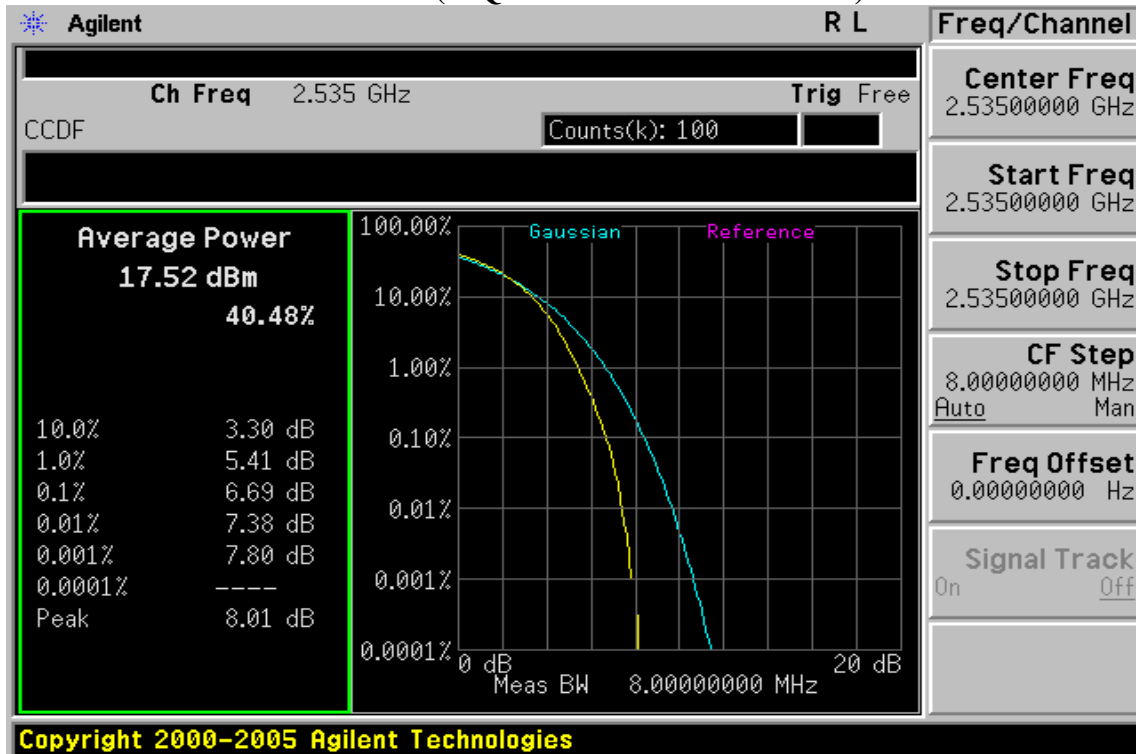 Agilent R L Freq/Channel
Ch Freq 2.535 GHz Trig Free
CCDF Counts(k): 100
Average Power
17.52 dBm
40.48%
10.0% 3.30 dB
1.0% 5.41 dB
0.1% 6.69 dB
0.01% 7.38 dB
0.001% 7.80 dB
0.0001% ----
Peak 8.01 dB
Gaussian Reference
100.00%
10.00%
1.00%
0.10%
0.01%
0.001%
0.0001%
0 dB 20 dB
Meas BW 8.00000000 MHz
Center Freq
2.53500000 GHz
Start Freq
2.53500000 GHz
Stop Freq
2.53500000 GHz
CF Step
8.00000000 MHz
Auto Man
Freq Offset
0.00000000 Hz
Signal Track
On Off
Copyright 2000-2005 Agilent Technologies